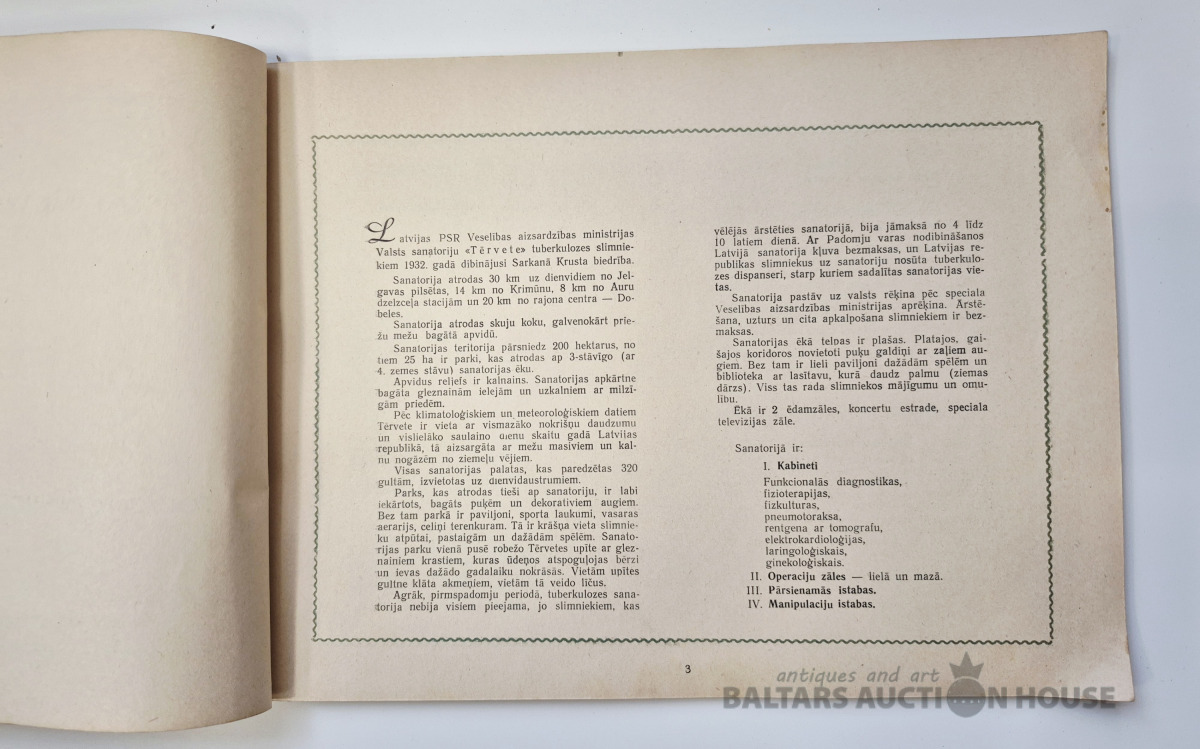 Latvijas PSR Veselības aizsardzības ministrijas
Valsts sanatoriju «Tērvete» tuberkulozes slimnie-
kiem 1932. gadā dibinājusi Sarkanā Krusta biedrība.
Sanatorija atrodas 30 km uz dienvidiem no Jel-
gavas pilsētas, 14 km no Krimūnu, 8 km no Auru
dzelzceļa stacijām un 20 km no rajona centra — Do-
beles.
Sanatorija atrodas skuju koku, galvenokārt prie-
žu mežu bagātā apvidū.
Sanatorijas teritorija pārsniedz 200 hektarus, no
tiem 25 ha ir parki, kas atrodas ap 3-stāvīgo (ar
4. zemes stāvu) sanatorijas ēku.
Apvidus reljefs ir kalnains. Sanatorijas apkārtne
bagāta gleznainām ielejām un uzkalniem ar milzī-
gām priedēm.
Pēc klimatoloģiskiem un meteoroloģiskiem datiem
Tērvete ir vieta ar vismazāko nokrišņu daudzumu
un vislielāko saulaino dienu skaitu gadā Latvijas
republikā, tā aizsargāta ar mežu masīviem un kal-
nu nogāzēm no ziemeļu vējiem.
Visas sanatorijas palatas, kas paredzētas 320
gultām, izvietotas uz dienvidaustrumiem.
Parks, kas atrodas tieši ap sanatoriju, ir labi
iekārtots, bagāts puķēm un dekorativiem augiem.
Bez tam parkā ir paviljoni, sporta laukumi, vasaras
aerarijs, celiņi terenkuram. Tā ir krāšņa vieta slimnie-
ku atpūtai, pastaigām un dažādām spēlēm. Sanato-
rijas parku vienā pusē robežo Tērvetes upīte ar glez-
nainiem krastiem, kuras ūdeņos atspoguļojas bērzi
un ievas dažādo gadalaiku nokrāsās. Vietām upītes
gultne klāta akmeņiem, vietām tā veido līčus.
Agrāk, pirmspadomju periodā, tuberkulozes sana-
torija nebija visiem pieejama, jo slimniekiem, kas
vēlējās ārstēties sanatorijā, bija jāmaksā no 4 līdz
10 latiem dienā. Ar Padomju varas nodibināšanos
Latvijā sanatorija kļuva bezmaksas, un Latvijas re-
publikas slimniekus uz sanatoriju nosūta tuberkulo-
zes dispanseri, starp kuriem sadalītas sanatorijas vie-
tas.
Sanatorija pastāv uz valsts rēķina pēc speciala
Veselības aizsardzības ministrijas aprēķina. Ārstē-
šana, uzturs un cita apkalpošana slimniekiem ir bez-
maksas.
Sanatorijas ēkā telpas ir plašas. Platajos, gai-
šajos koridoros novietoti puķu galdiņi ar zaļiem au-
giem. Bez tam ir lieli paviljoni dažādām spēlēm un
biblioteka ar lasītavu, kurā daudz palmu (ziemas
dārzs). Viss tas rada slimniekos mājīgumu un omu-
lību.
Ēkā ir 2 ēdamzāles, koncertu estrade, speciala
televizijas zāle.
Sanatorijā ir:
I. Kabineti
Funkcionalās diagnostikas,
fizioterapijas,
fizkulturas,
pneumotoraksa,
rentgena ar tomografu,
elektrokardioloģijas,
laringoloģiskais,
ginekoloģiskais.
II. Operaciju zāles — lielā un mazā.
III. Pārsienamās istabas.
IV. Manipulaciju istabas.
3
antiques and art
BALTARS AUCTION HOUSE